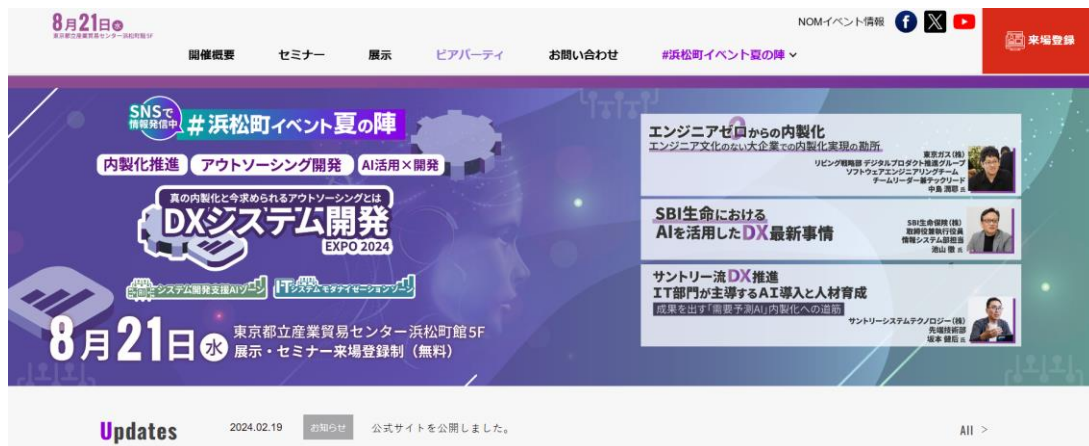 8月21日水
東京都立産業貿易センター浜松町館5F
NOMイベント情報
来場登録
開催概要
セミナー
展示
ビアパーティ
お問い合わせ
#浜松町イベント夏の陣
SNSで
情報発信中
#浜松町イベント夏の陣
内製化推進
アウトソーシング開発
AI活用×開発
真の内製化と今求められるアウトソーシングとは
DXシステム開発
EXPO 2024
システム開発支援AIゾーン
ITシステムモダナイゼーションゾーン
8月21日水
東京都立産業貿易センター浜松町館5F
展示・セミナー来場登録制（無料）
エンジニアゼロからの内製化
エンジニア文化のない大企業での内製化実現の勘所
東京ガス(株)
リビング戦略部 デジタルプロダクト推進グループ
ソフトウェアエンジニアリングチーム
チームリーダー兼テックリード
中島 潤耶 氏
SBI生命における
AIを活用したDX最新事情
SBI生命保険(株)
取締役兼執行役員
情報システム部担当
池山 徹 氏
サントリー流DX推進
IT部門が主導するAI導入と人材育成
成果を出す「需要予測AI」内製化への道筋
サントリーシステムテクノロジー(株)
先端技術部
坂本 健后 氏
Updates
2024.02.19
お知らせ
公式サイトを公開しました。
All >